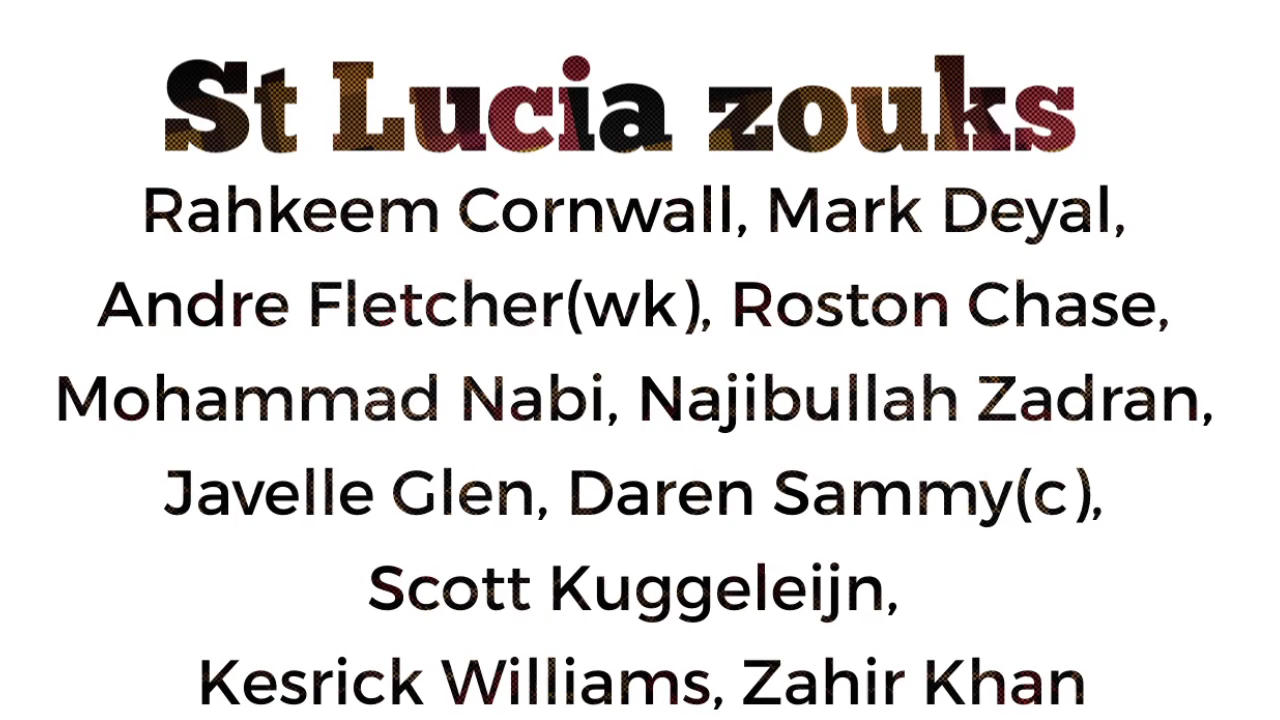 St Lucia zouks
Rahkeem Cornwall, Mark Deyal,
Andre Fletcher(wk), Roston Chase,
Mohammad Nabi, Najibullah Zadran,
Javelle Glen, Daren Sammy(c),
Scott Kuggeleijn,
Kesrick Williams, Zahir Khan